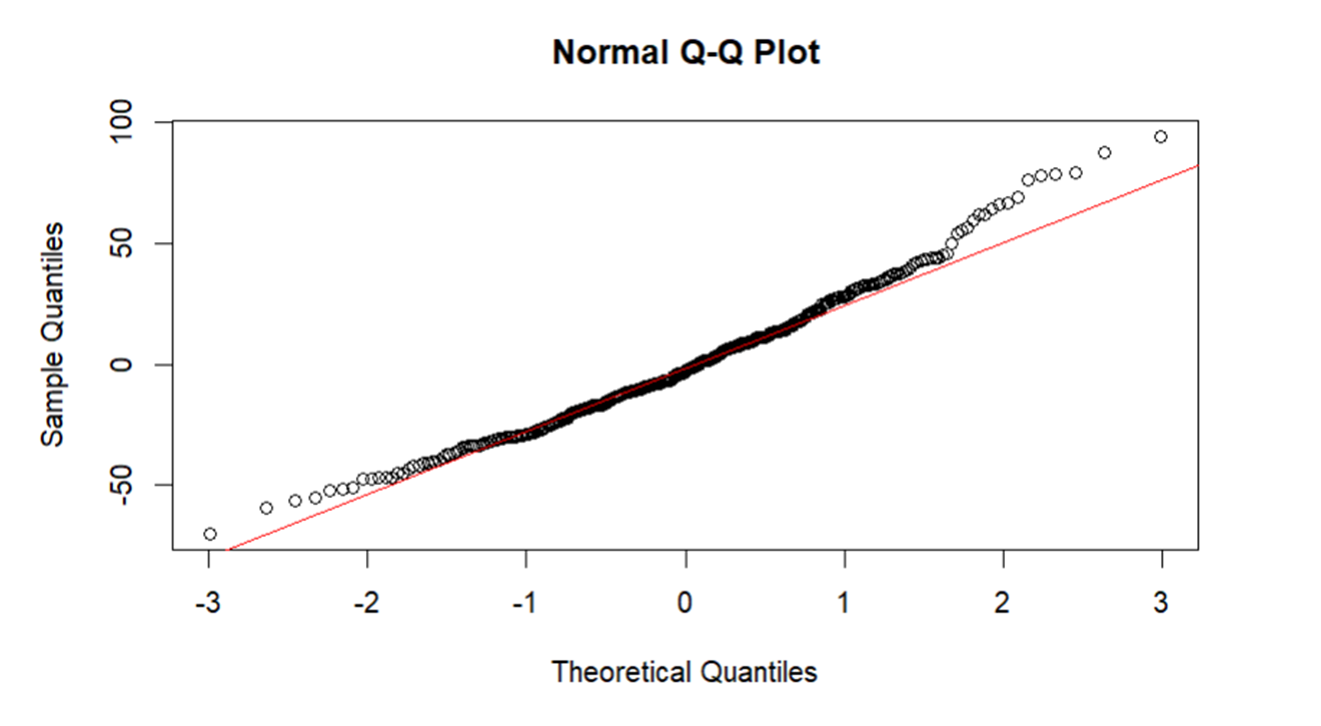 Normal Q-Q Plot
100
50
0
-50
Sample Quantiles
-3 -2 -1 0 1 2 3
Theoretical Quantiles